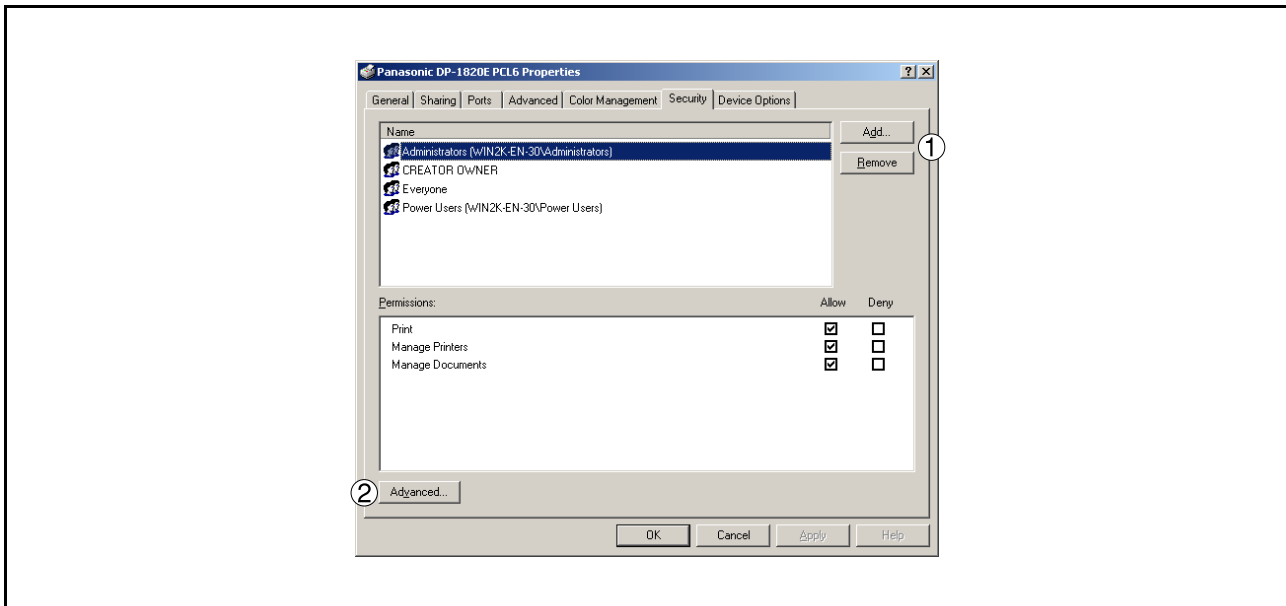 Panasonic DP-1820E PCL6 Properties
General Sharing Ports Advanced Color Management Security Device Options
Name
Add...
①
Administrators (WIN2K-EN-30\Administrators)
Remove
CREATOR OWNER
Everyone
Power Users (WIN2K-EN-30\Power Users)
Permissions: Allow Deny
Print
Manage Printers
Manage Documents
② Advanced...
OK Cancel Apply Help